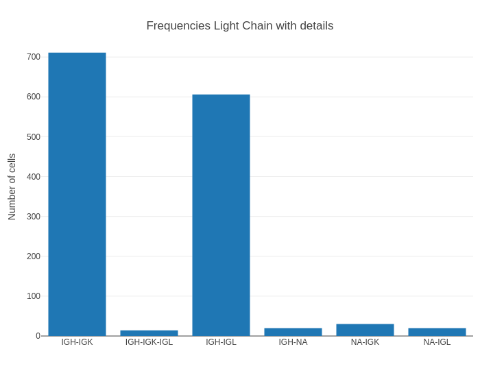 Frequencies Light Chain with details
Number of cells
700
600
500
400
300
200
100
0
IGH-IGK
IGH-IGK-IGL
IGH-IGL
IGH-NA
NA-IGK
NA-IGL